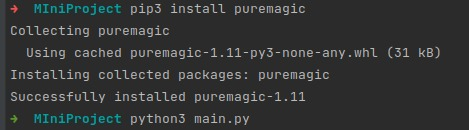 → MIniProject pip3 install puremagic
Collecting puremagic
  Using cached puremagic-1.11-py3-none-any.whl (31 kB)
Installing collected packages: puremagic
Successfully installed puremagic-1.11
→ MIniProject python3 main.py